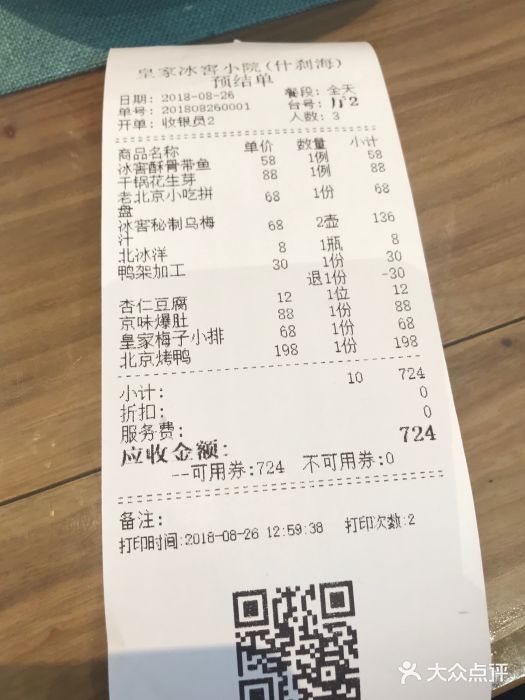 皇家冰窖小院(什刹海)
预结单
日期: 2018-08-26 餐段: 全天
单号: 201808260001 台号: 厅2
开单: 收银员2 人数: 3
商品名称 单价 数量 小计
冰窖酥骨带鱼 58 1例 58
干锅花生芽 88 1例 88
老北京小吃拼 68 1份 68
盘
冰窖秘制乌梅 68 2壶 136
汁
北冰洋 8 1瓶 8
鸭架加工 30 1份 30
退1份 -30
杏仁豆腐 12 1位 12
京味爆肚 88 1份 88
皇家梅子小排 68 1份 68
北京烤鸭 198 1份 198
小计: 10 724
折扣: 0
服务费: 0
应收金额: 724
--可用券:724 不可用券:0
备注:
打印时间:2018-08-26 12:59:38 打印次数:2
大众点评